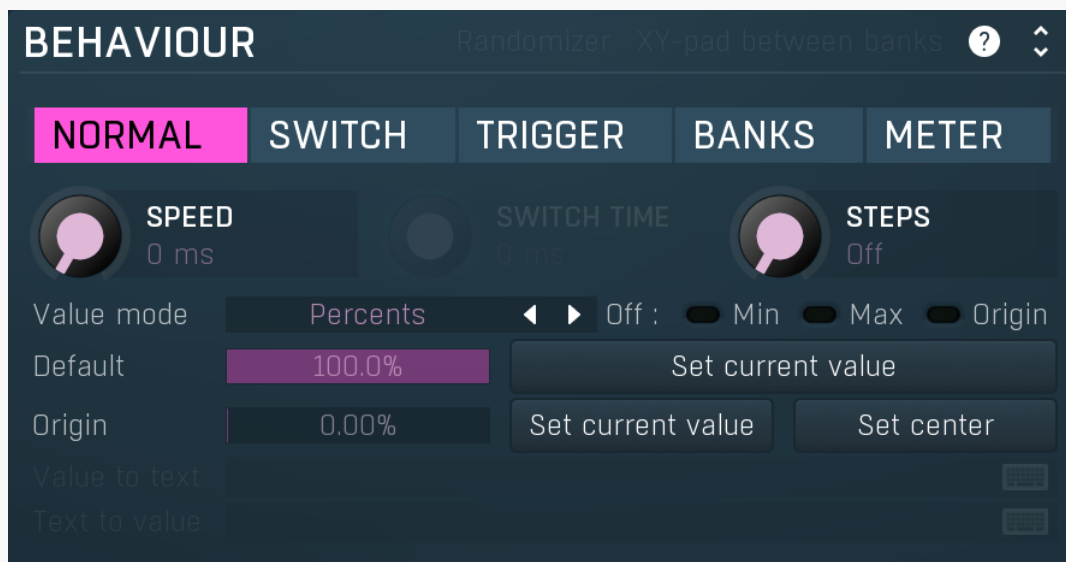 BEHAVIOUR Randomizer XY-pad between banks ?
NORMAL SWITCH TRIGGER BANKS METER
SPEED SWITCH TIME STEPS
0 ms 0 ms Off
Value mode Percents Off : Min Max Origin
Default 100.0% Set current value
Origin 0.00% Set current value Set center
Value to text
Text to value